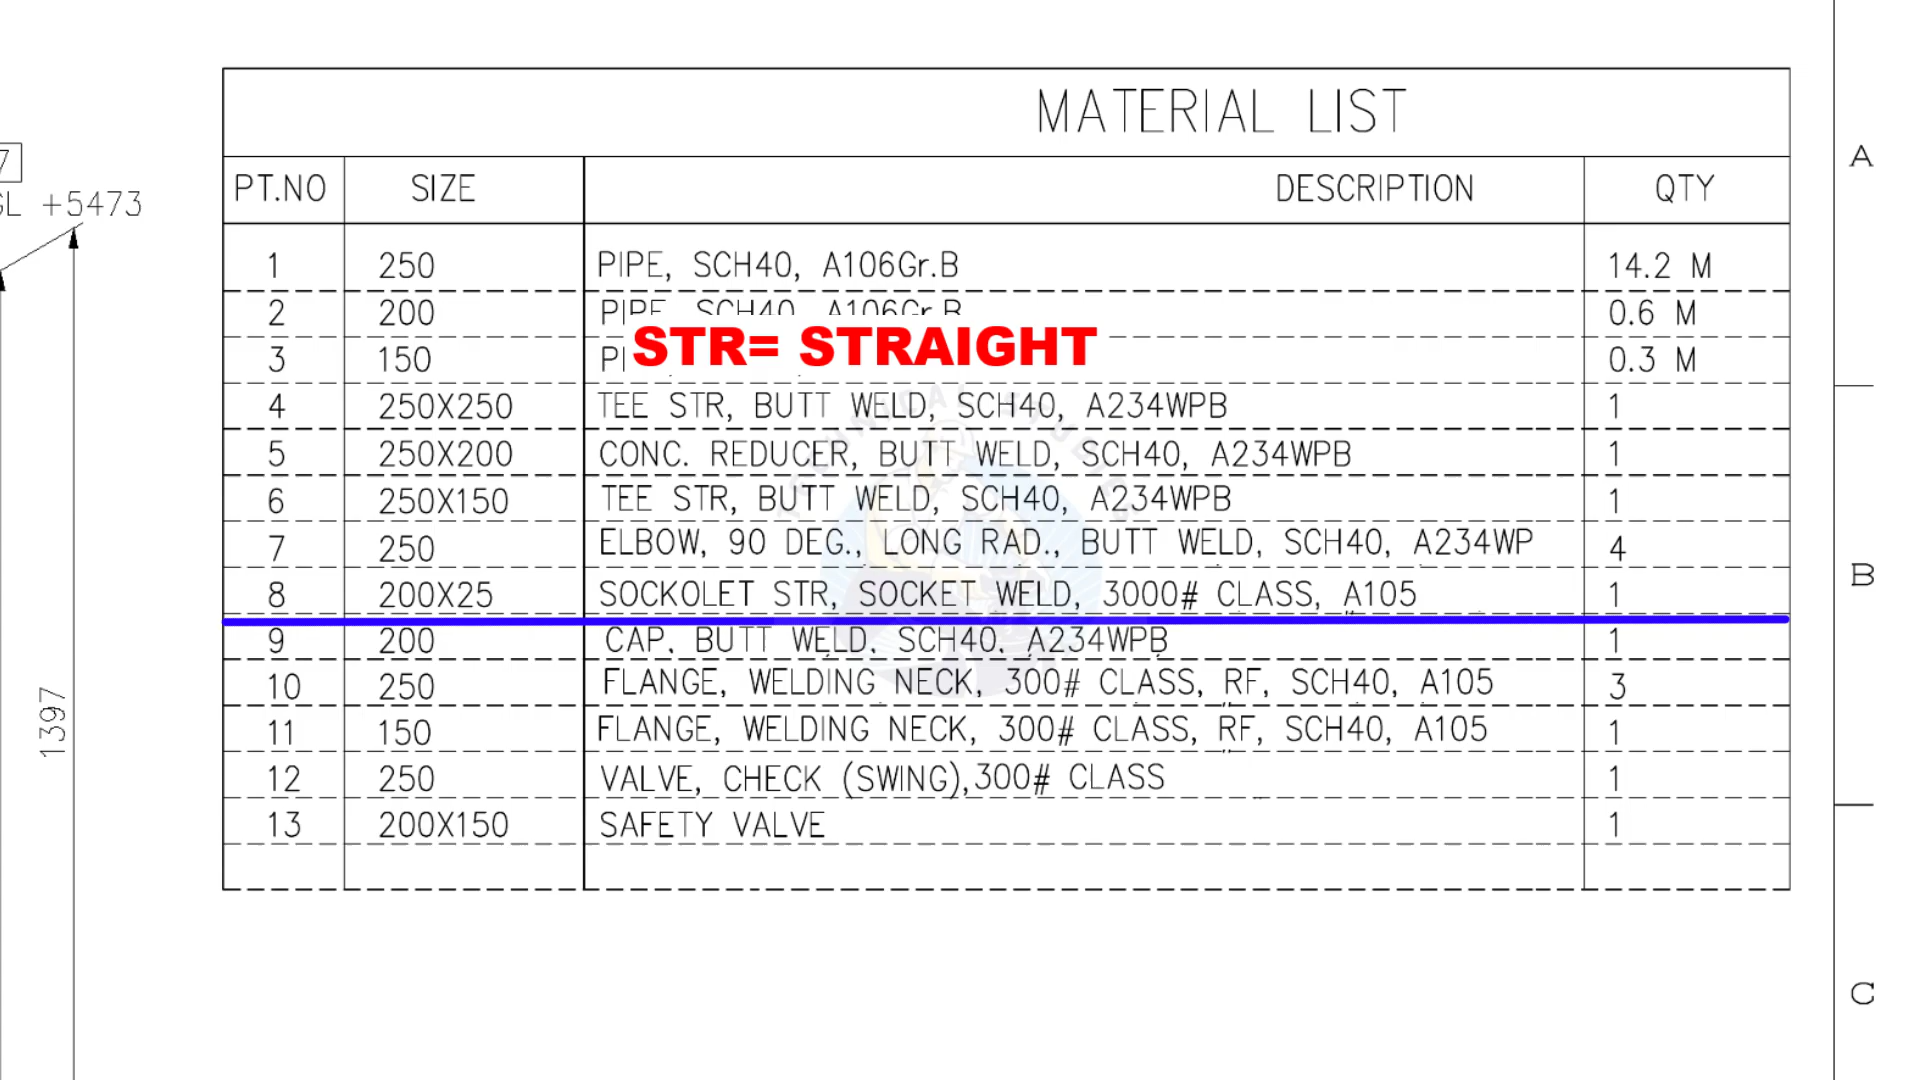 MATERIAL LIST
PT.NO SIZE DESCRIPTION QTY
1 250 PIPE, SCH40, A106Gr.B 14.2 M
2 200 PIPE, SCH40, A106Gr.B 0.6 M
STR= STRAIGHT
3 150 PI 0.3 M
4 250X250 TEE STR, BUTT WELD, SCH40, A234WPB 1
5 250X200 CONC. REDUCER, BUTT WELD, SCH40, A234WPB 1
6 250X150 TEE STR, BUTT WELD, SCH40, A234WPB 1
7 250 ELBOW, 90 DEG., LONG RAD., BUTT WELD, SCH40, A234WP 4
8 200X25 SOCKOLET STR, SOCKET WELD, 3000# CLASS, A105 1
9 200 CAP, BUTT WELD, SCH40, A234WPB 1
10 250 FLANGE, WELDING NECK, 300# CLASS, RF, SCH40, A105 3
11 150 FLANGE, WELDING NECK, 300# CLASS, RF, SCH40, A105 1
12 250 VALVE, CHECK (SWING),300# CLASS 1
13 200X150 SAFETY VALVE 1
7
GL +5473
1397
A
B
C